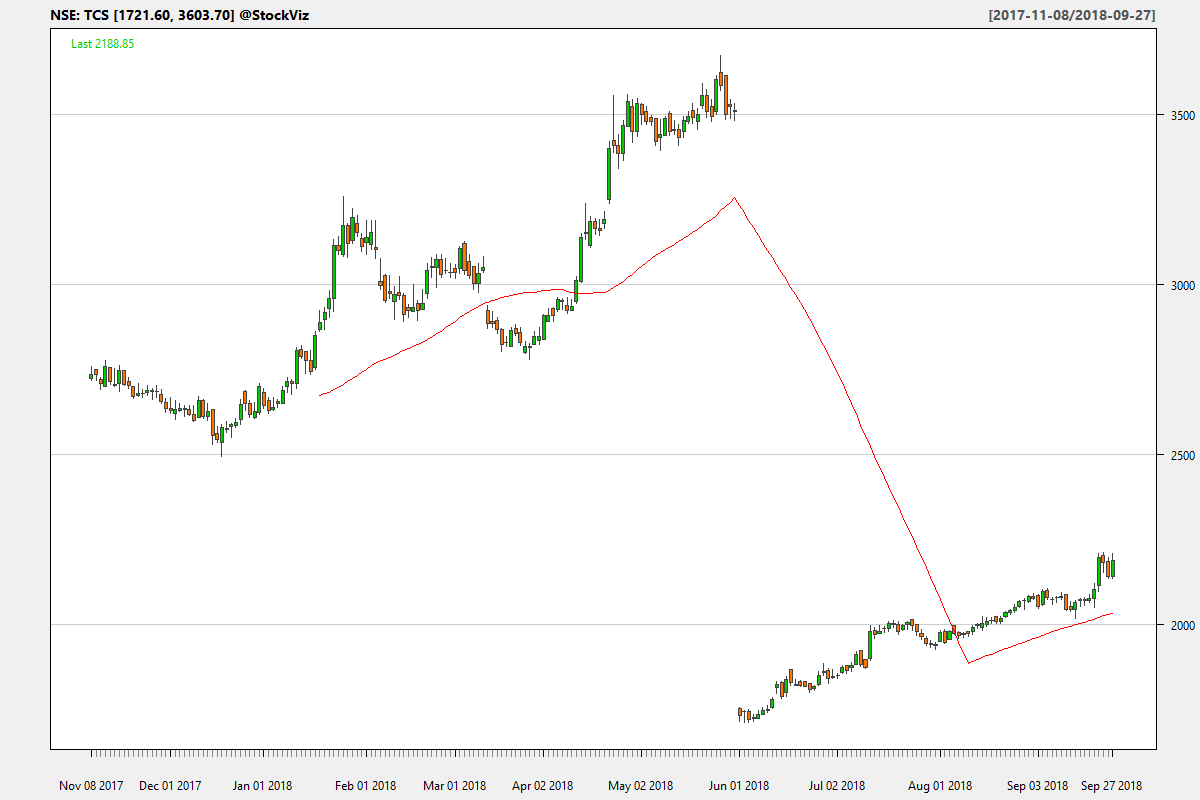 NSE: TCS [1721.60, 3603.70] @StockViz [2017-11-08/2018-09-27]
Last 2188.85
3500
3000
2500
2000
Nov 08 2017 Dec 01 2017 Jan 01 2018 Feb 01 2018 Mar 01 2018 Apr 02 2018 May 02 2018 Jun 01 2018 Jul 02 2018 Aug 01 2018 Sep 03 2018 Sep 27 2018